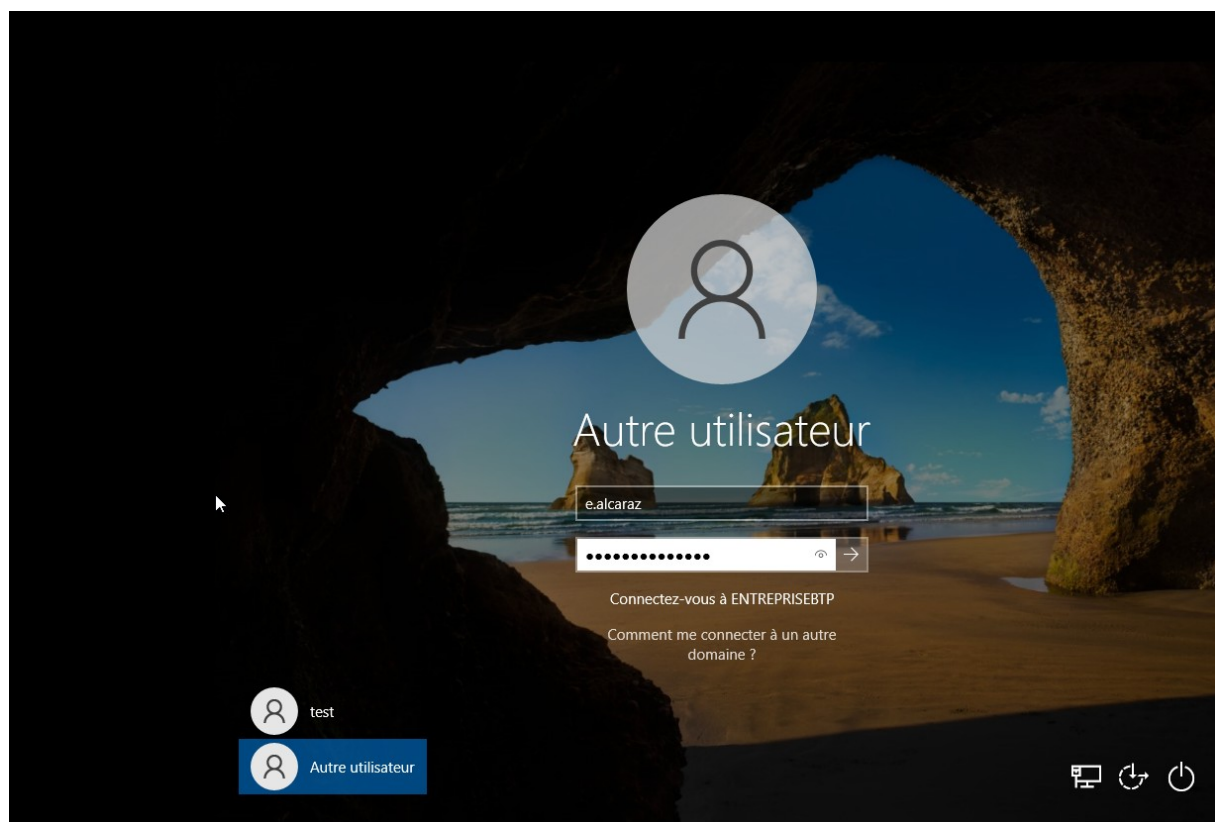 Autre utilisateur
e.alcaraz
Connectez-vous à ENTREPRISEBTP
Comment me connecter à un autre
domaine ?
test
Autre utilisateur